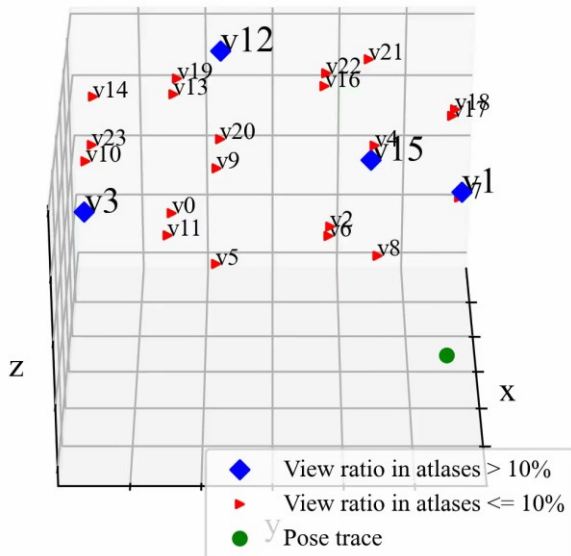 v12
v21
v22
v19
v16
v13
v14
v18
v17
v4
v20
v15
v23
v10
v9
v1
7
v3
v0
v2
v11
v6
v8
v5
z
x
View ratio in atlases > 10%
View ratio in atlases <= 10%
y
Pose trace